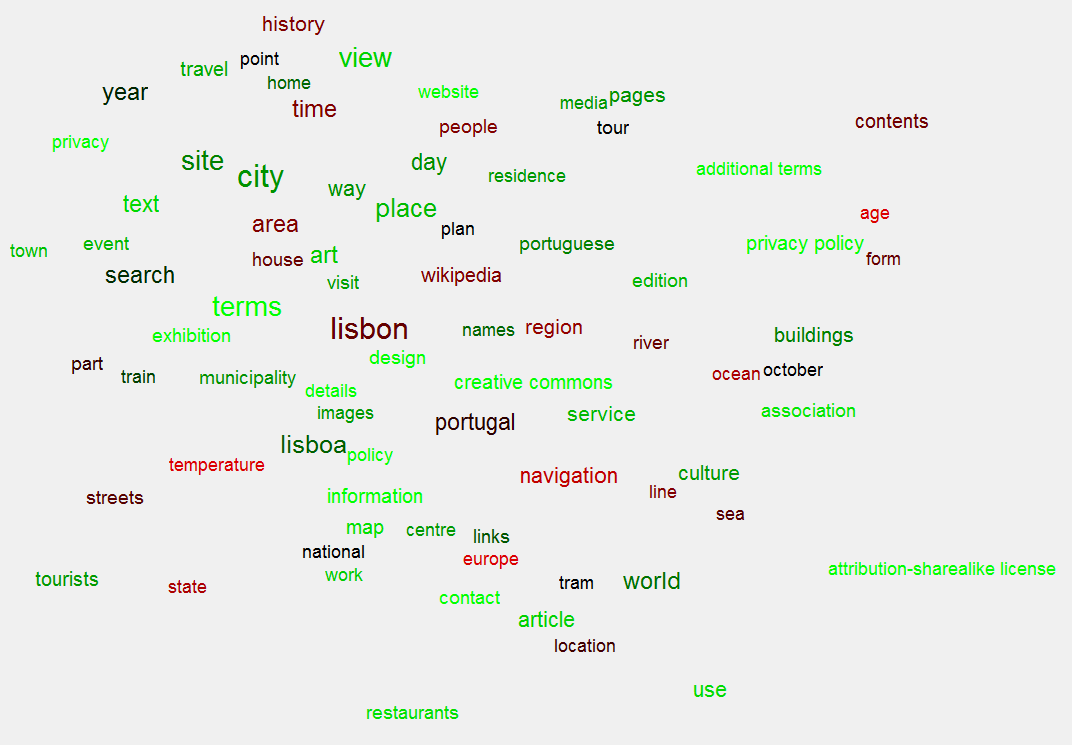 history
point
view
travel
home
year
website
media
pages
time
people
tour
contents
privacy
site
city
day
way
residence
additional terms
text
place
area
plan
age
town
event
house
art
portuguese
privacy policy
form
search
visit
wikipedia
edition
terms
exhibition
lisbon
names
region
river
buildings
part
train
municipality
design
details
creative commons
ocean
october
images
portugal
service
association
lisboa
policy
temperature
navigation
culture
streets
information
line
sea
map
centre
links
national
europe
tourists
state
work
contact
tram
world
attribution-sharealike license
article
location
use
restaurants